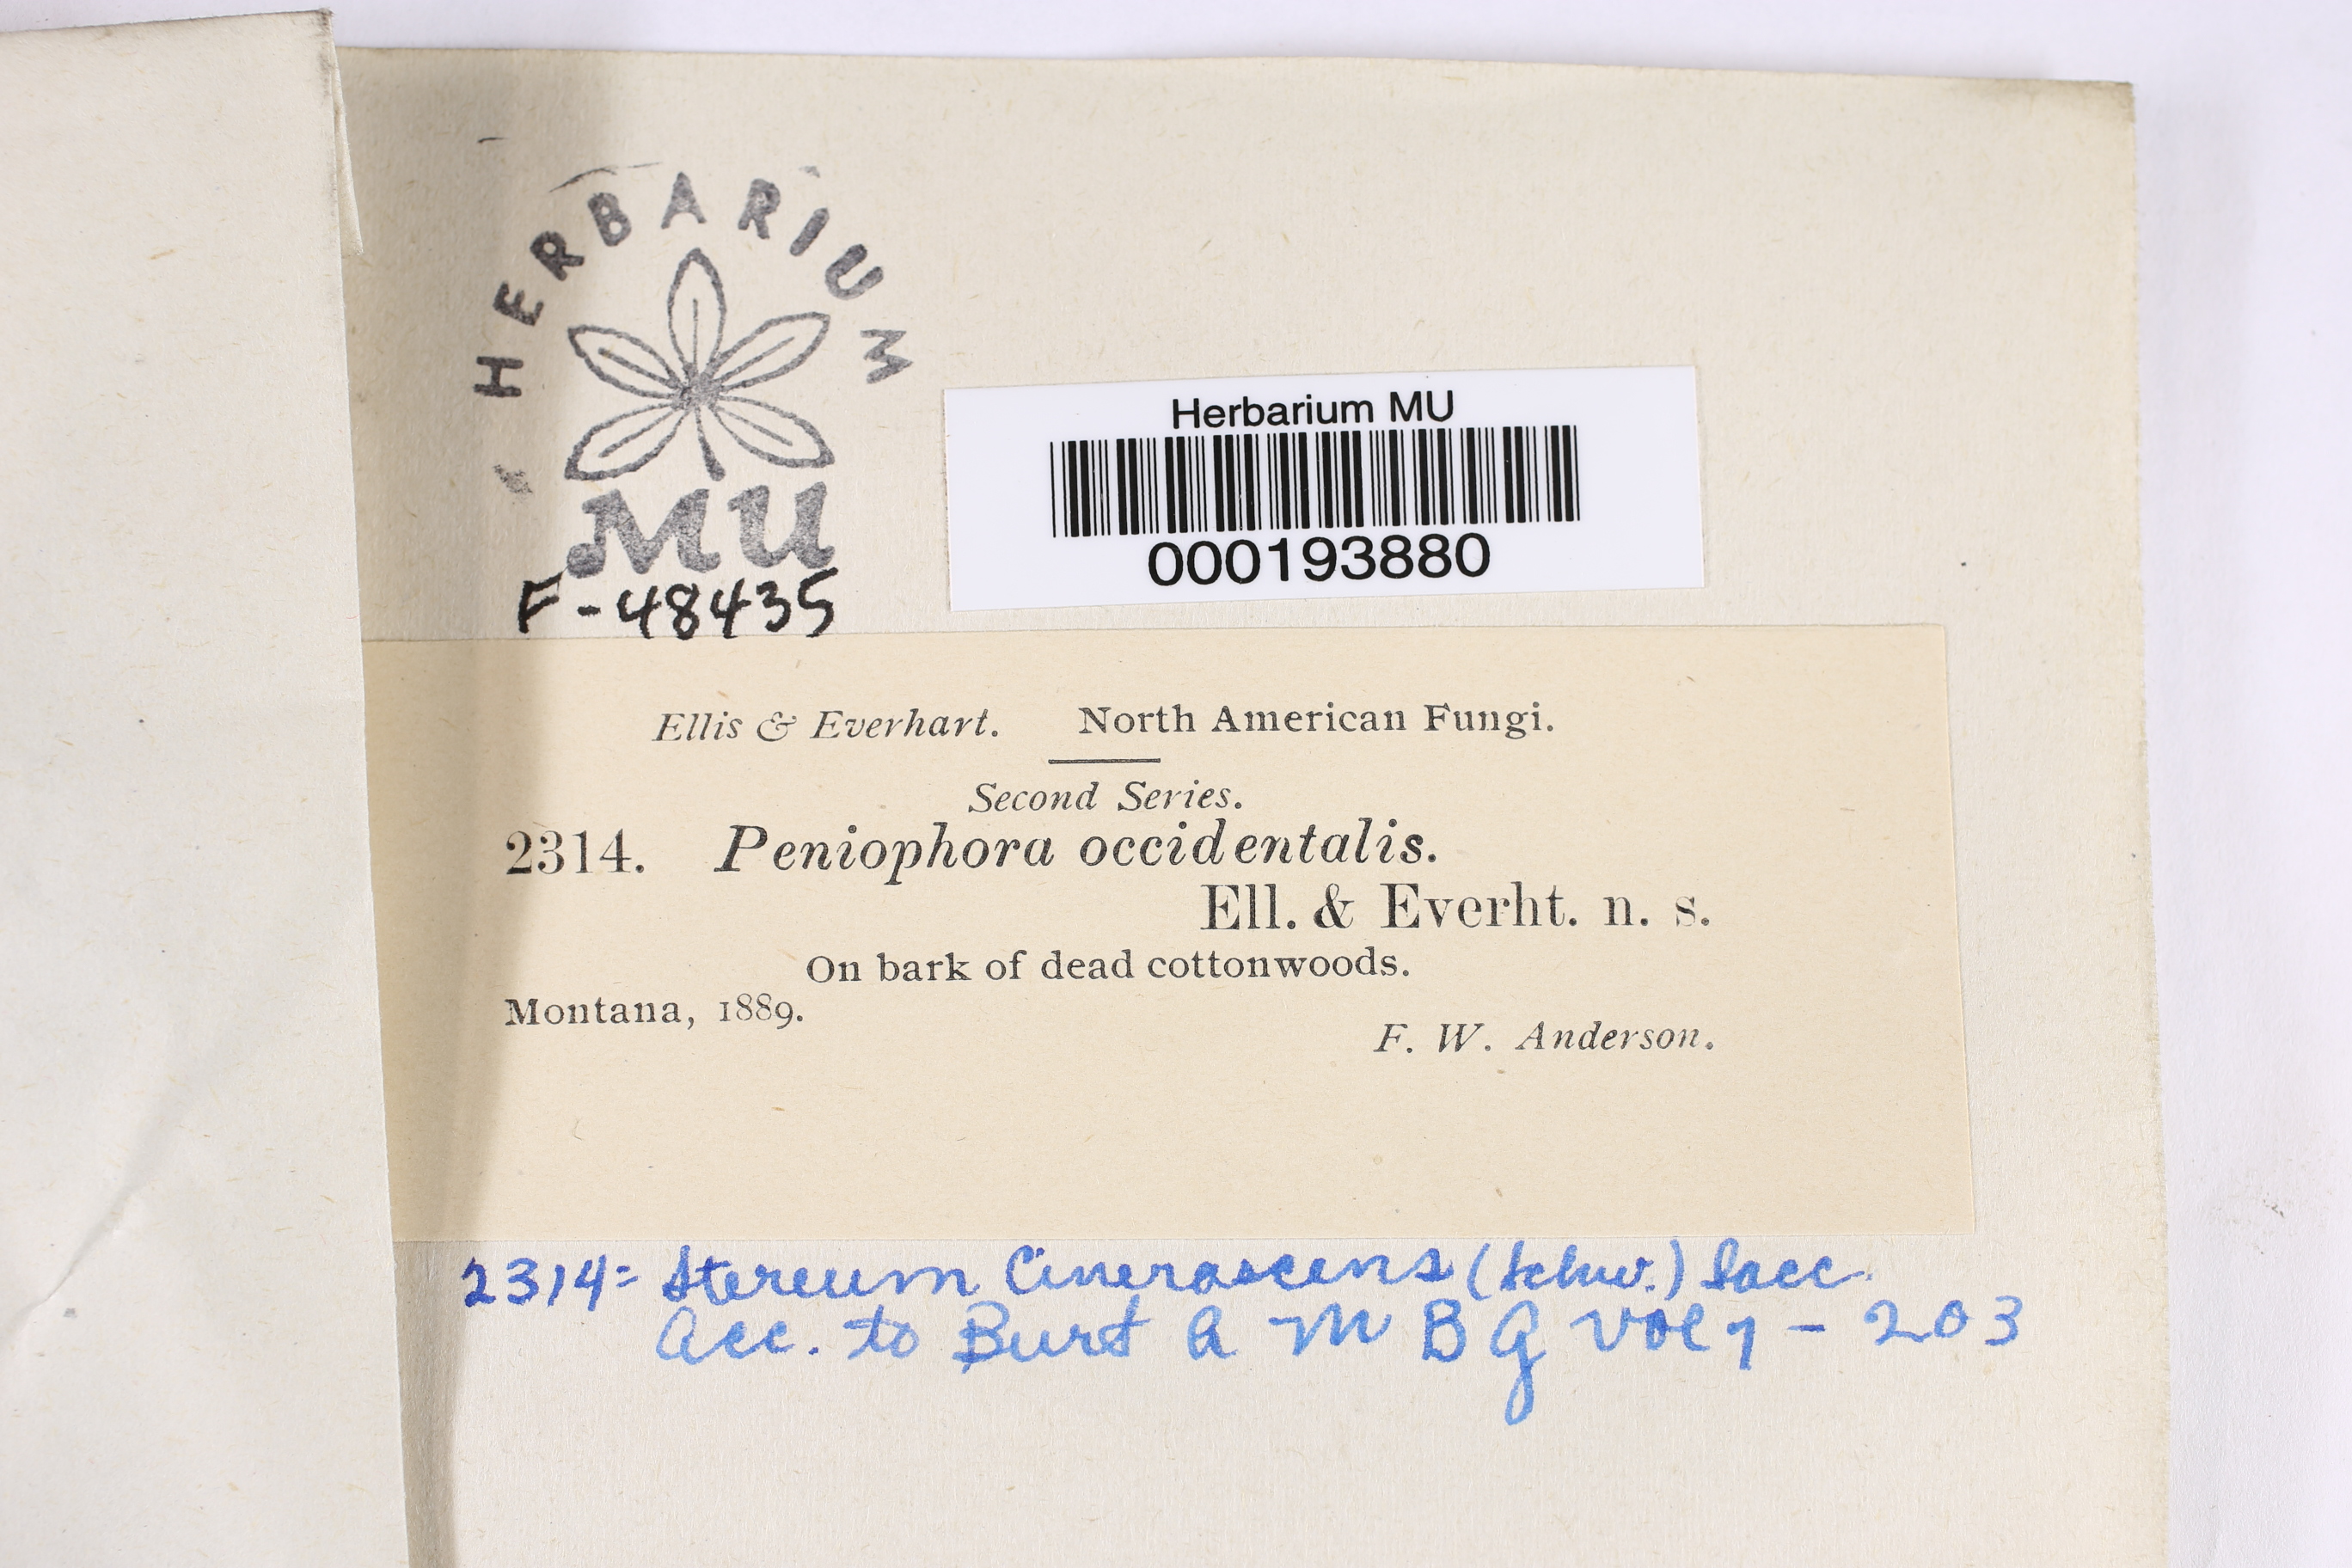 HERBARIUM
MU
F-48435
Herbarium MU
000193880
Ellis & Everhart. North American Fungi.
Second Series.
2314. Peniophora occidentalis.
Ell. & Everht. n. s.
On bark of dead cottonwoods.
Montana, 1889.
F. W. Anderson.
2314= Stereum Cinerascens (Schw.) Sacc.
Acc. to Burt A M B G Vol 7 - 203